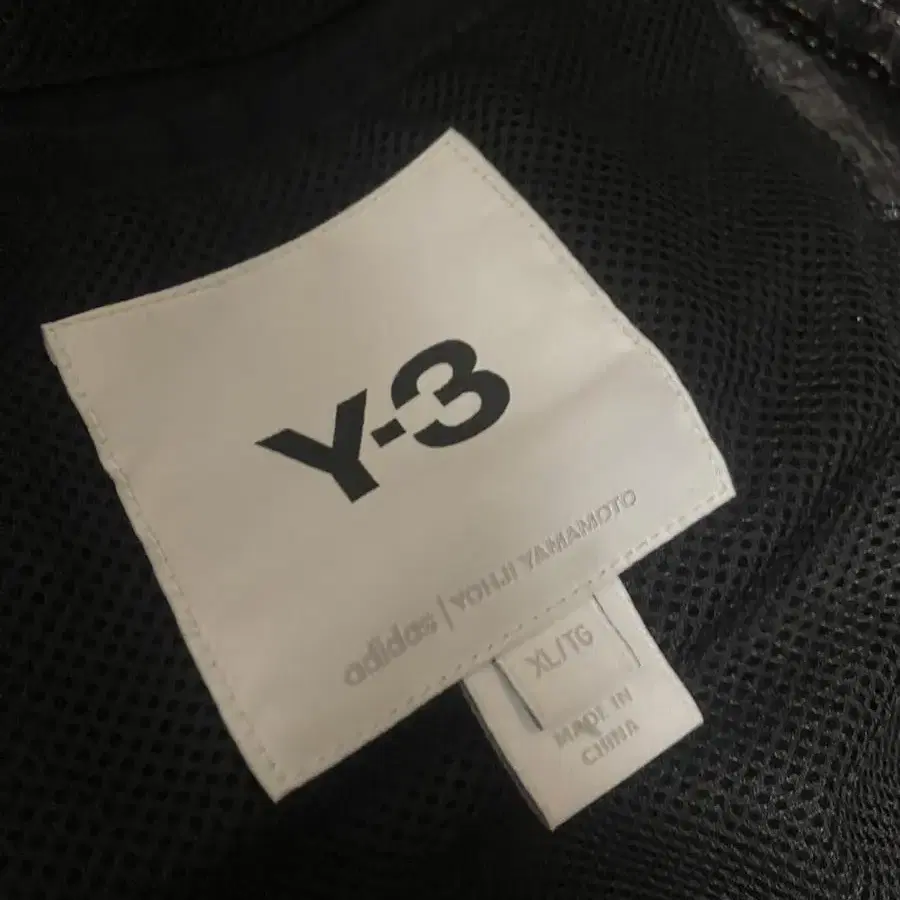 Y-3
adidas | YOHJI YAMAMOTO
XL/TG
MADE IN
CHINA